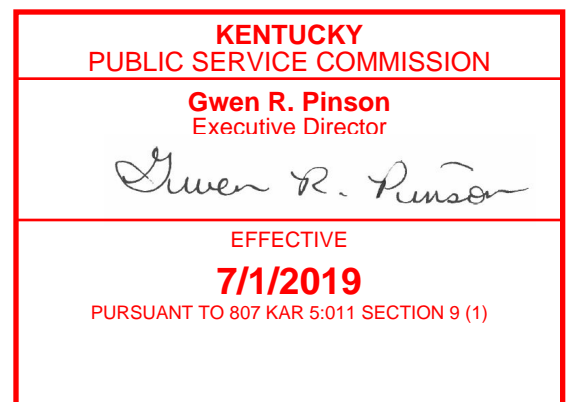 KENTUCKY
PUBLIC SERVICE COMMISSION
Gwen R. Pinson
Executive Director
Gwen R. Pinson
EFFECTIVE
7/1/2019
PURSUANT TO 807 KAR 5:011 SECTION 9 (1)